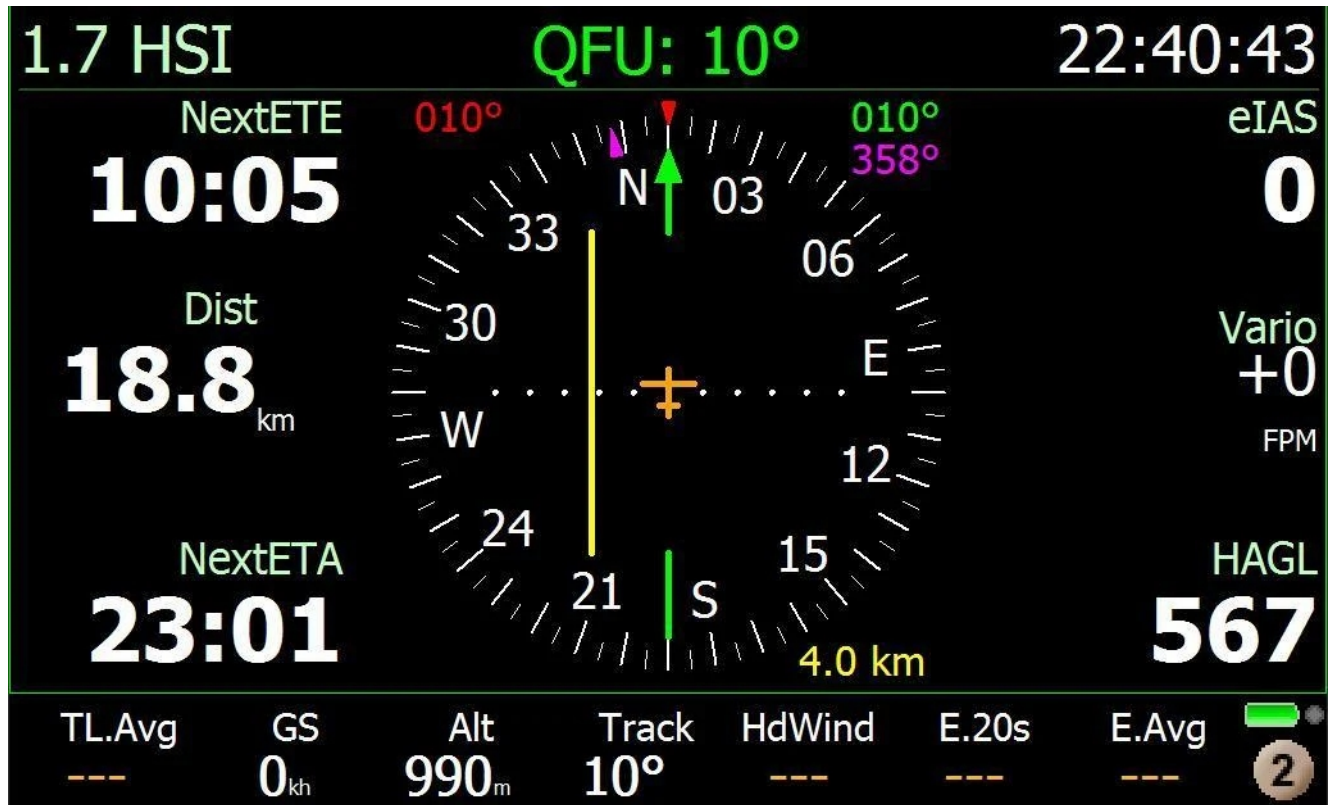 1.7 HSI QFU: 10° 22:40:43
NextETE
10:05
Dist
18.8 km
NextETA
23:01
010°
010°
358°
N
03
06
E
12
15
S
21
24
W
30
33
4.0 km
eIAS
0
Vario
+0
FPM
HAGL
567
TL.Avg GS Alt Track HdWind E.20s E.Avg
--- 0kh 990m 10° --- --- ---
2